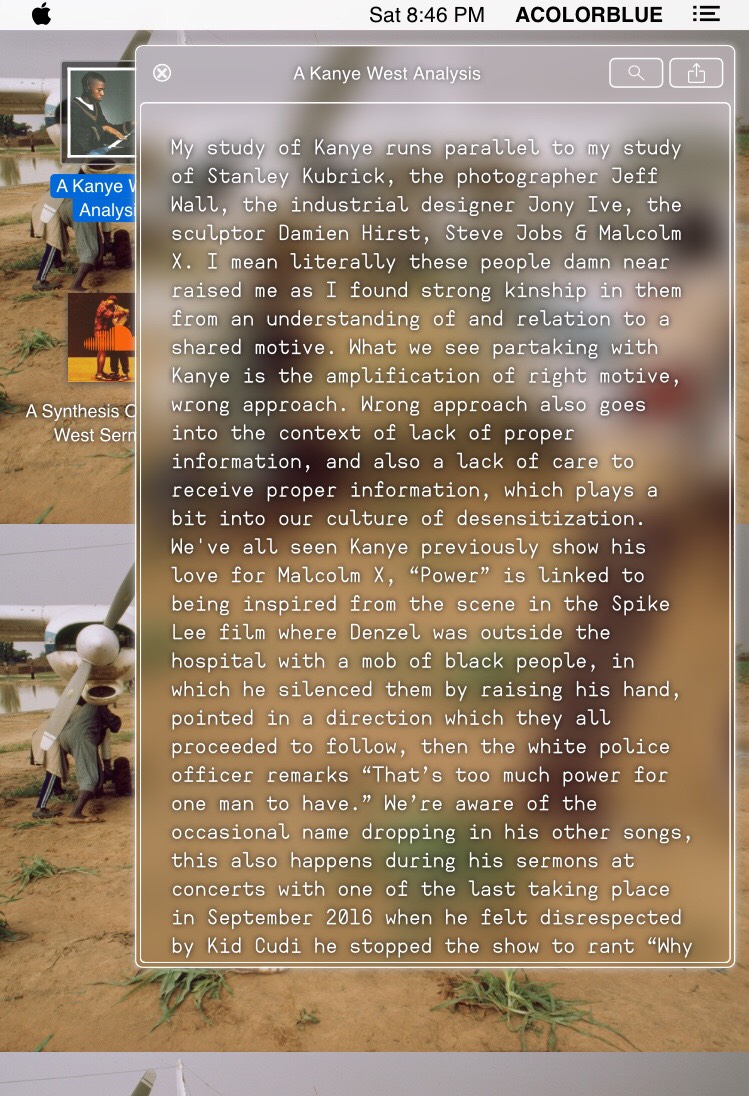 Sat 8:46 PM ACOLORBLUE
A Kanye W
Analysi
A Synthesis O
West Serm
A Kanye West Analysis
My study of Kanye runs parallel to my study
of Stanley Kubrick, the photographer Jeff
Wall, the industrial designer Jony Ive, the
sculptor Damien Hirst, Steve Jobs & Malcolm
X. I mean literally these people damn near
raised me as I found strong kinship in them
from an understanding of and relation to a
shared motive. What we see partaking with
Kanye is the amplification of right motive,
wrong approach. Wrong approach also goes
into the context of lack of proper
information, and also a lack of care to
receive proper information, which plays a
bit into our culture of desensitization.
We've all seen Kanye previously show his
love for Malcolm X, “Power” is linked to
being inspired from the scene in the Spike
Lee film where Denzel was outside the
hospital with a mob of black people, in
which he silenced them by raising his hand,
pointed in a direction which they all
proceeded to follow, then the white police
officer remarks “That’s too much power for
one man to have.” We’re aware of the
occasional name dropping in his other songs,
this also happens during his sermons at
concerts with one of the last taking place
in September 2016 when he felt disrespected
by Kid Cudi he stopped the show to rant “Why